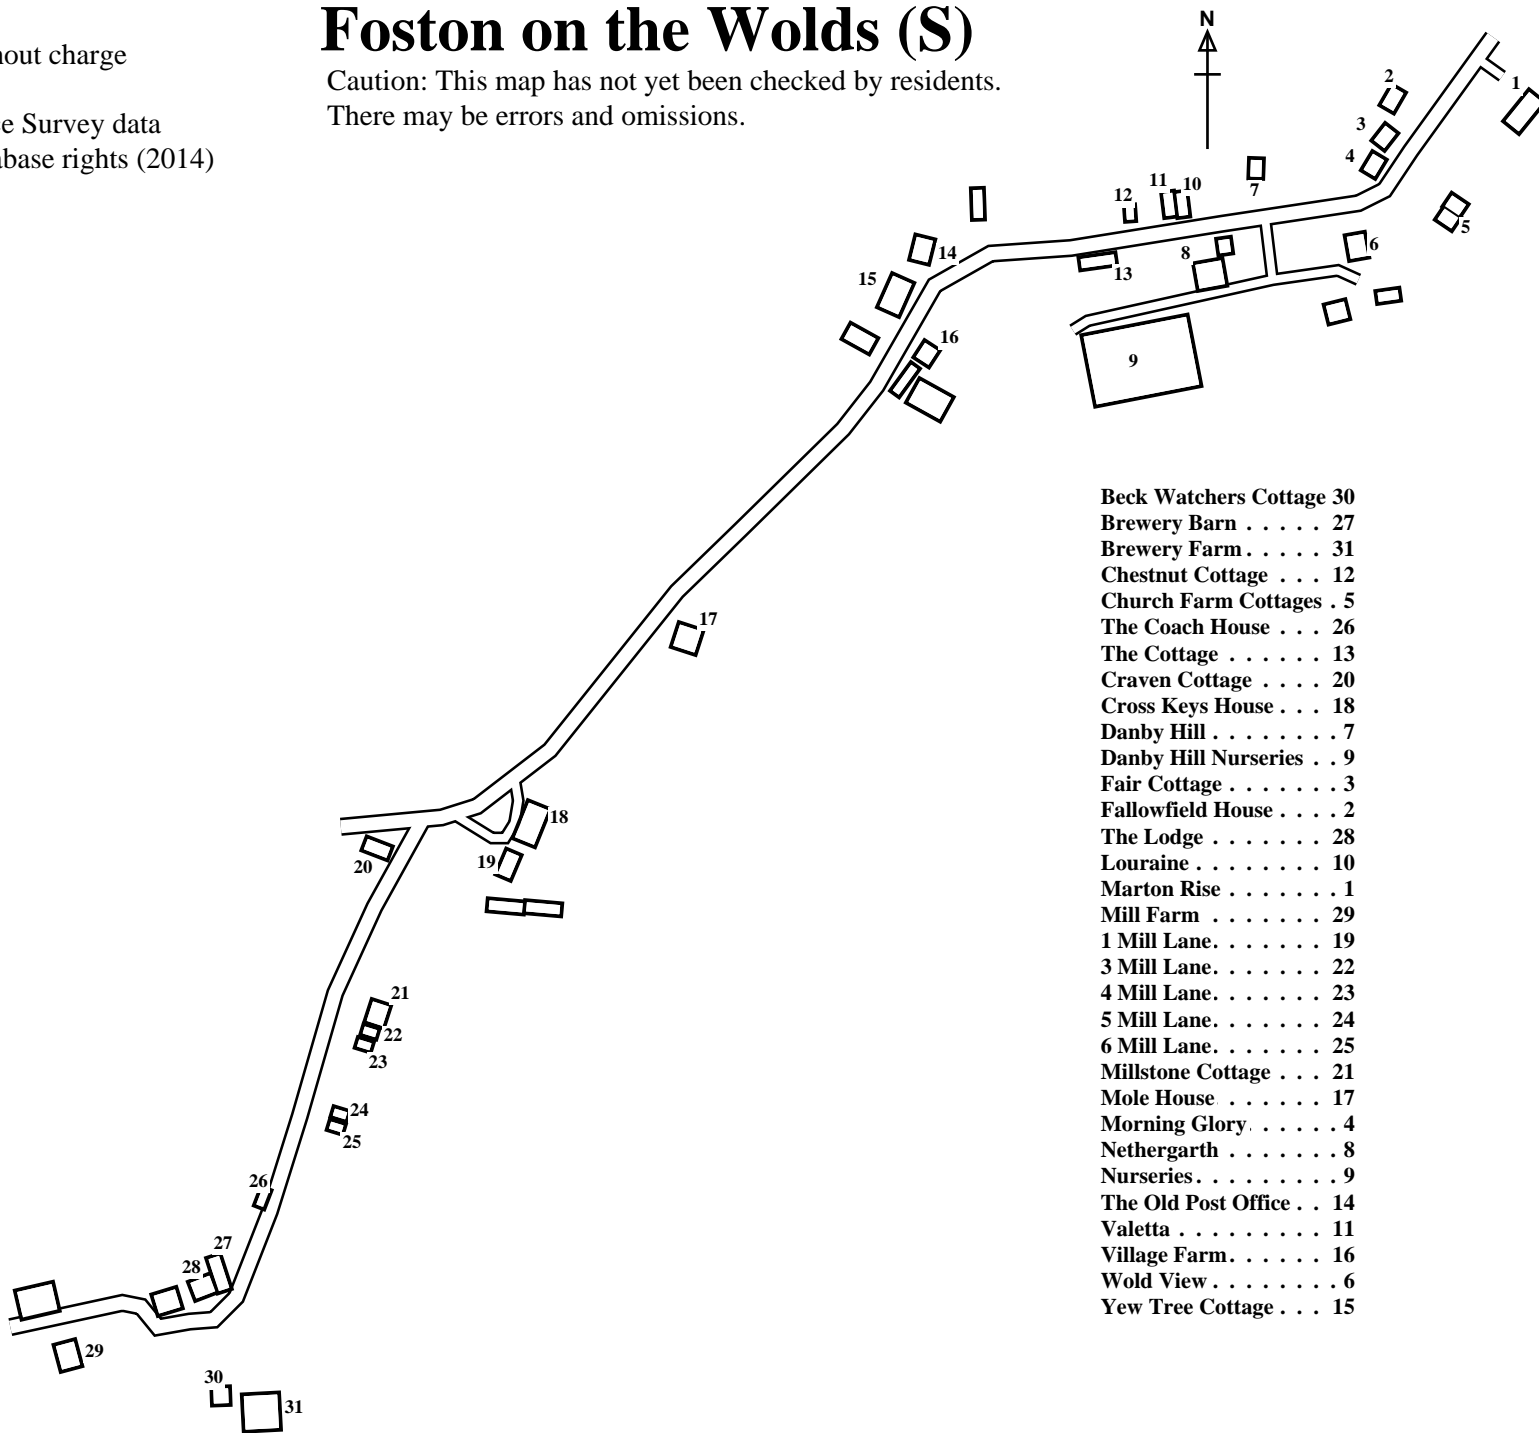 Foston on the Wolds (S)
Caution: This map has not yet been checked by residents.
There may be errors and omissions.
charge
Survey data
rights (2014)
N
1
2
3
4
5
6
7
8
9
10
11
12
13
14
15
16
17
18
19
20
21
22
23
24
25
26
27
28
29
30
31
Beck Watchers Cottage 30
Brewery Barn . . . . . 27
Brewery Farm . . . . . 31
Chestnut Cottage . . . 12
Church Farm Cottages . 5
The Coach House . . . 26
The Cottage . . . . . . 13
Craven Cottage . . . . 20
Cross Keys House . . . 18
Danby Hill . . . . . . . . 7
Danby Hill Nurseries . . 9
Fair Cottage . . . . . . . 3
Fallowfield House . . . . 2
The Lodge . . . . . . . 28
Louraine . . . . . . . . 10
Marton Rise . . . . . . . 1
Mill Farm . . . . . . . 29
1 Mill Lane. . . . . . . 19
3 Mill Lane. . . . . . . 22
4 Mill Lane. . . . . . . 23
5 Mill Lane. . . . . . . 24
6 Mill Lane. . . . . . . 25
Millstone Cottage . . . 21
Mole House . . . . . . 17
Morning Glory . . . . . . 4
Nethergarth . . . . . . . 8
Nurseries . . . . . . . . . 9
The Old Post Office . . 14
Valetta . . . . . . . . . 11
Village Farm . . . . . . 16
Wold View . . . . . . . . 6
Yew Tree Cottage . . . 15